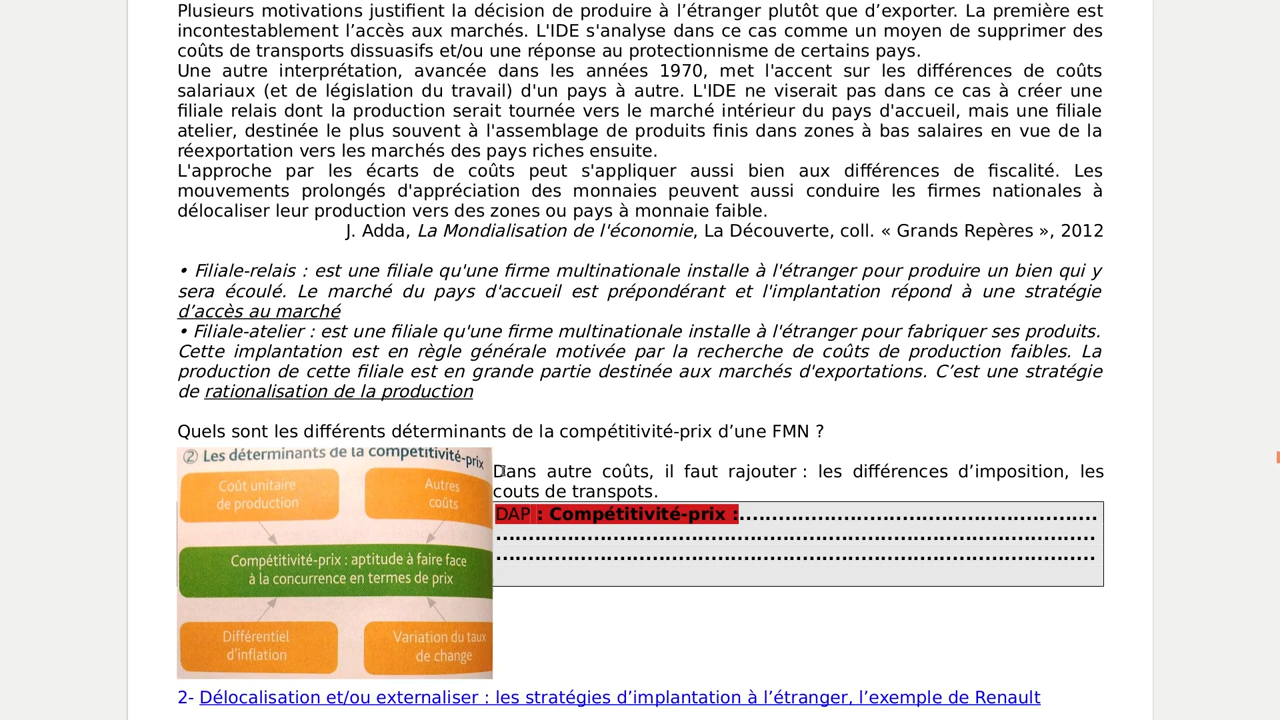 Plusieurs motivations justifient la décision de produire à l’étranger plutôt que d’exporter. La première est
incontestablement l’accès aux marchés. L'IDE s'analyse dans ce cas comme un moyen de supprimer des
coûts de transports dissuasifs et/ou une réponse au protectionnisme de certains pays.
Une autre interprétation, avancée dans les années 1970, met l'accent sur les différences de coûts
salariaux (et de législation du travail) d'un pays à autre. L'IDE ne viserait pas dans ce cas à créer une
filiale relais dont la production serait tournée vers le marché intérieur du pays d'accueil, mais une filiale
atelier, destinée le plus souvent à l'assemblage de produits finis dans zones à bas salaires en vue de la
réexportation vers les marchés des pays riches ensuite.
L'approche par les écarts de coûts peut s'appliquer aussi bien aux différences de fiscalité. Les
mouvements prolongés d'appréciation des monnaies peuvent aussi conduire les firmes nationales à
délocaliser leur production vers des zones ou pays à monnaie faible.
J. Adda, La Mondialisation de l'économie, La Découverte, coll. « Grands Repères », 2012
• Filiale-relais : est une filiale qu'une firme multinationale installe à l'étranger pour produire un bien qui y
sera écoulé. Le marché du pays d'accueil est prépondérant et l'implantation répond à une stratégie
d’accès au marché
• Filiale-atelier : est une filiale qu'une firme multinationale installe à l'étranger pour fabriquer ses produits.
Cette implantation est en règle générale motivée par la recherche de coûts de production faibles. La
production de cette filiale est en grande partie destinée aux marchés d'exportations. C’est une stratégie
de rationalisation de la production
Quels sont les différents déterminants de la compétitivité-prix d’une FMN ?
② Les déterminants de la compétitivité-prix
Coût unitaire
de production
Autres
coûts
Compétitivité-prix : aptitude à faire face
à la concurrence en termes de prix
Différentiel
d’inflation
Variation du taux
de change
Dans autre coûts, il faut rajouter : les différences d’imposition, les
couts de transpots.
DAP : Compétitivité-prix :......................................................
..........................................................................................
..........................................................................................
2- Délocalisation et/ou externaliser : les stratégies d’implantation à l’étranger, l’exemple de Renault